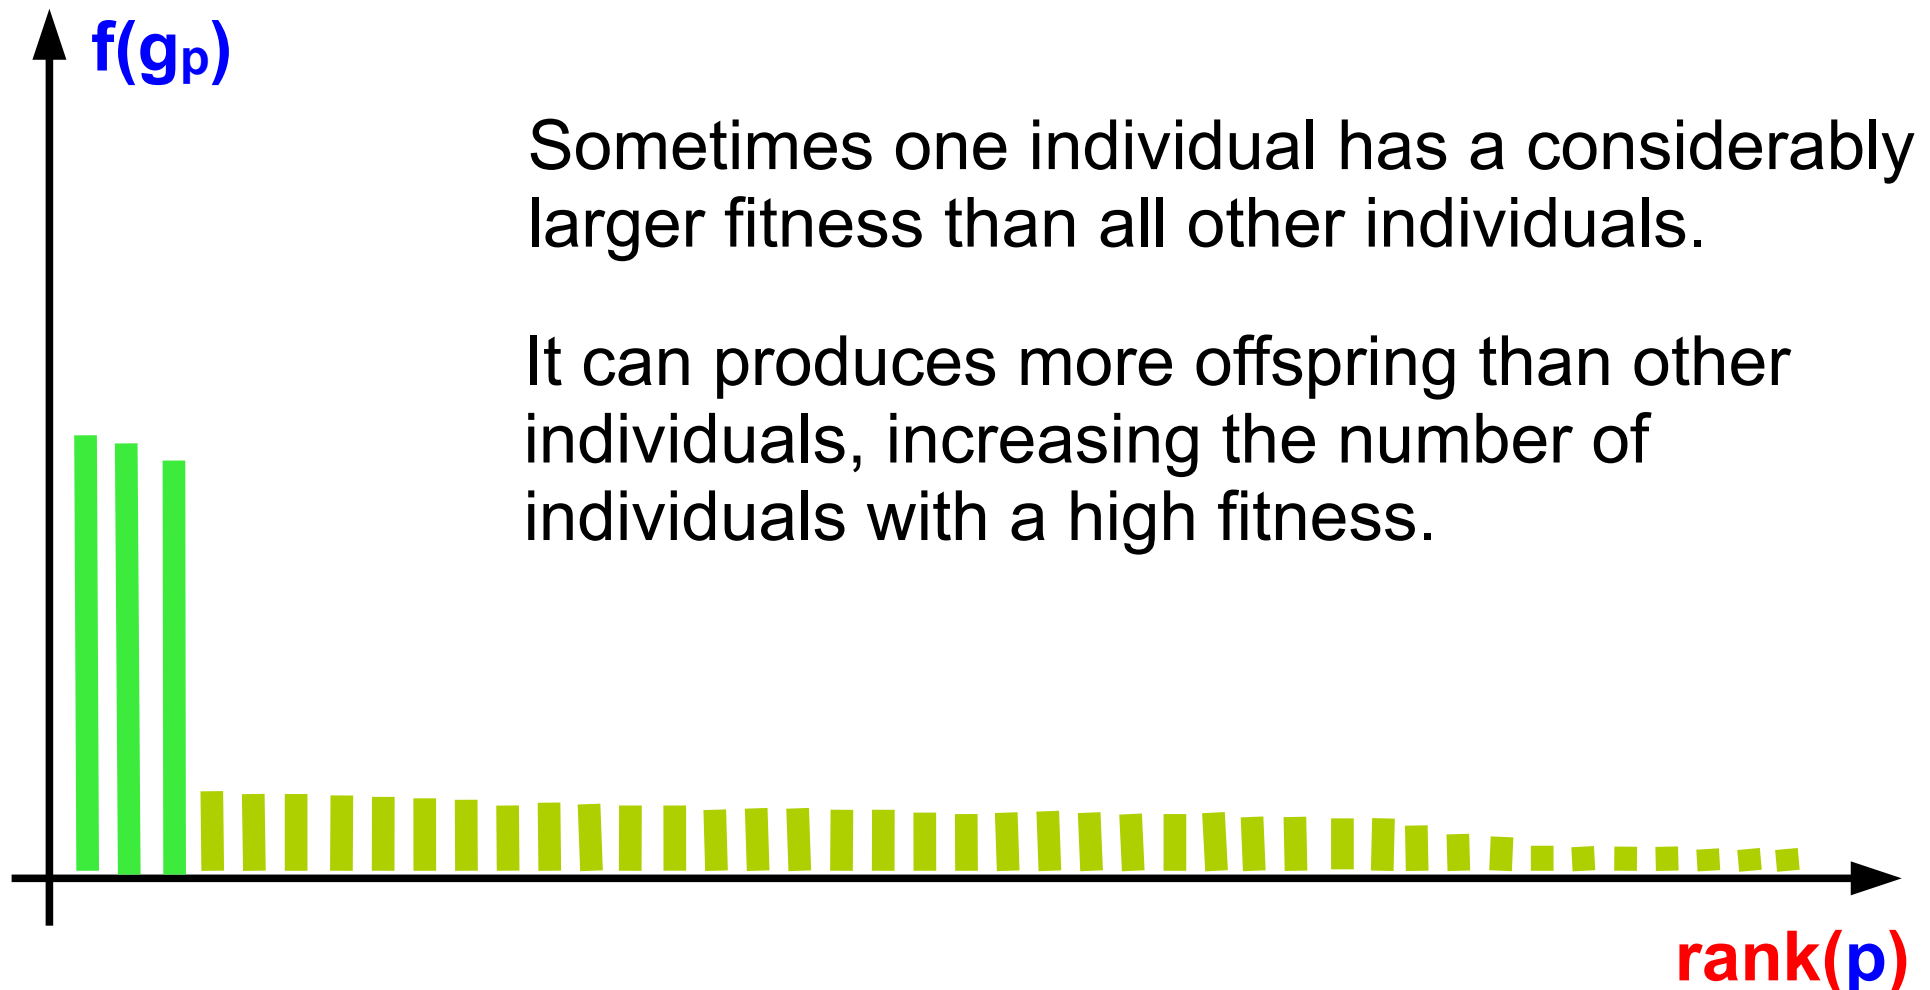 f(gp)
Sometimes one individual has a considerably
larger fitness than all other individuals.
It can produces more offspring than other
individuals, increasing the number of
individuals with a high fitness.
rank(p)